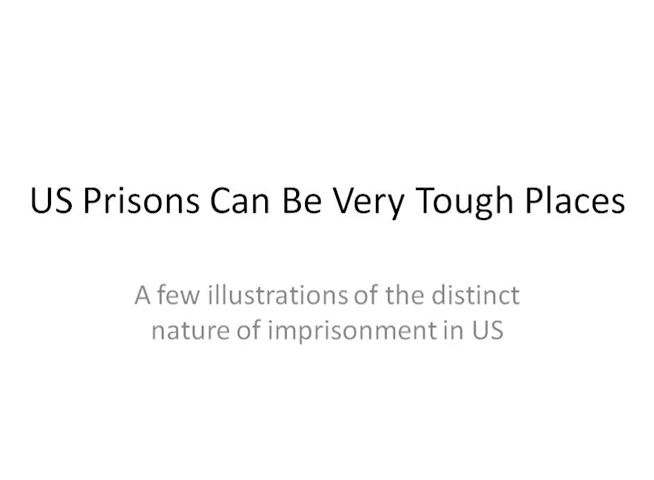 US Prisons Can Be Very Tough Places
A few illustrations of the distinct
nature of imprisonment in US